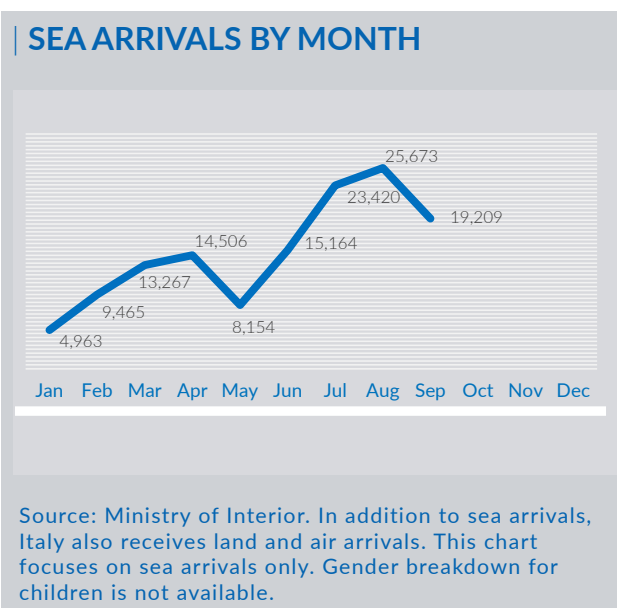 SEA ARRIVALS BY MONTH
25,673
23,420
19,209
14,506
15,164
13,267
9,465
8,154
4,963
Jan Feb Mar Apr May Jun Jul Aug Sep Oct Nov Dec
Source: Ministry of Interior. In addition to sea arrivals,
Italy also receives land and air arrivals. This chart
focuses on sea arrivals only. Gender breakdown for
children is not available.